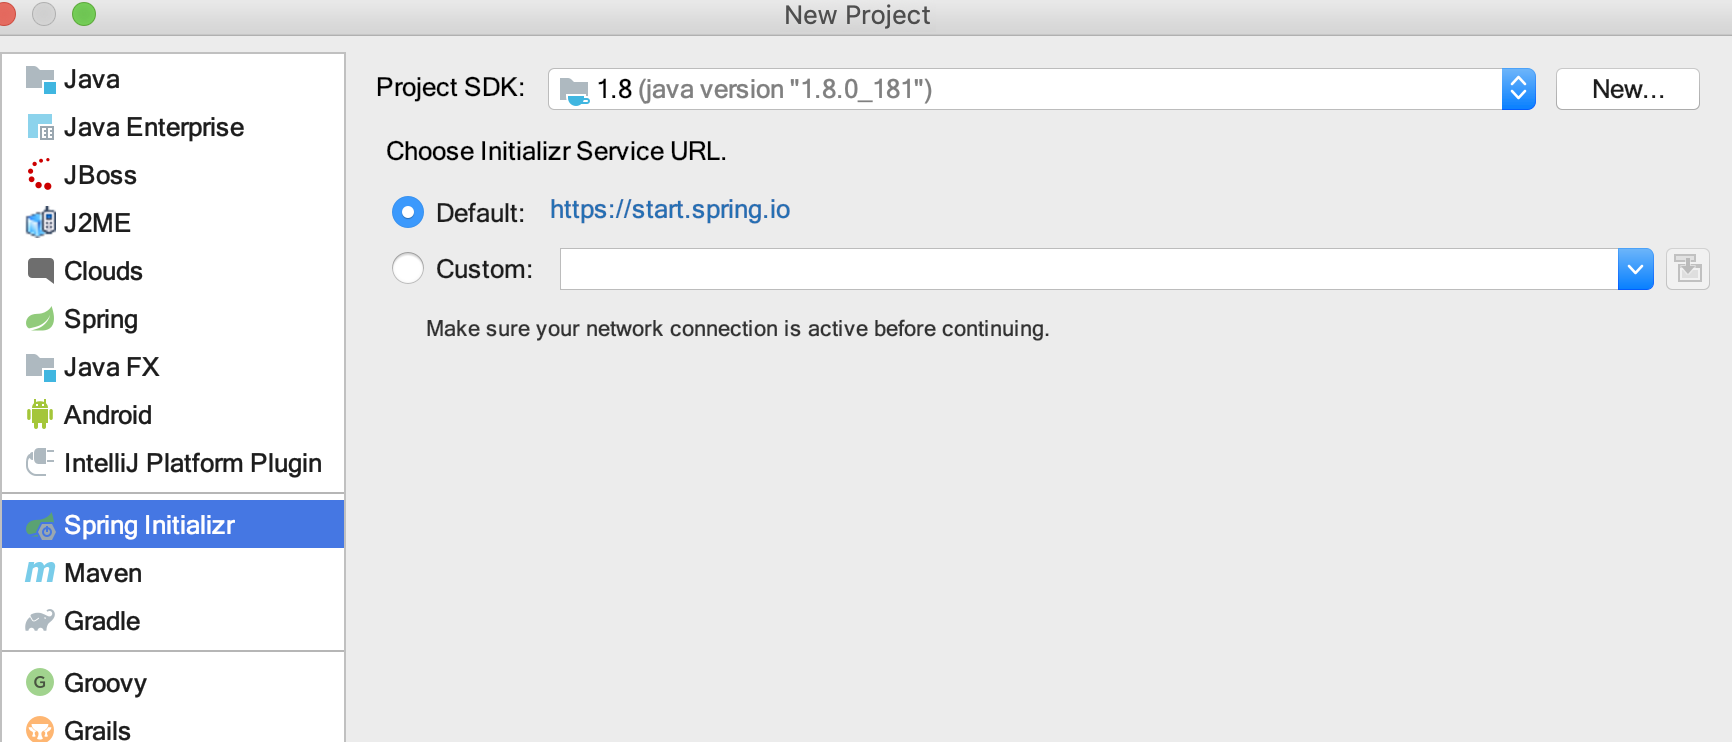 New Project
Java
Java Enterprise
JBoss
J2ME
Clouds
Spring
Java FX
Android
IntelliJ Platform Plugin
Spring Initializr
Maven
Gradle
G Groovy
Grails
Project SDK: 1.8 (java version "1.8.0_181") New...
Choose Initializr Service URL.
Default: https://start.spring.io
Custom:
Make sure your network connection is active before continuing.